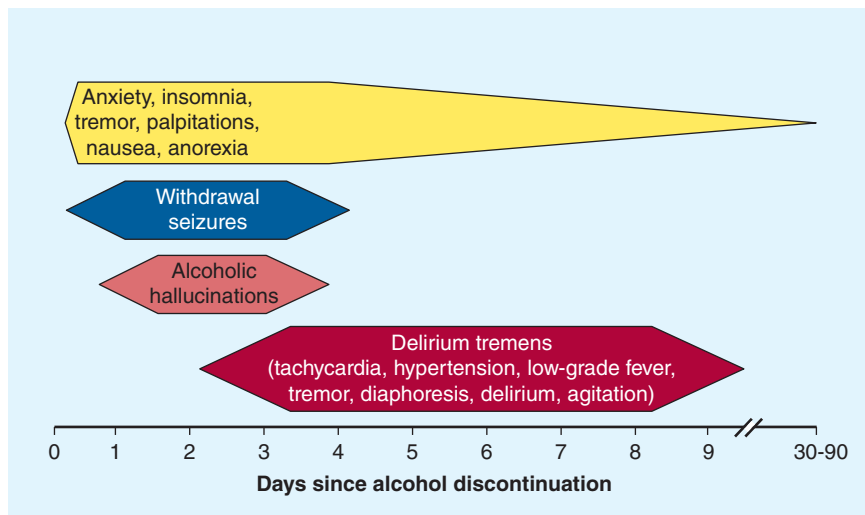 Anxiety, insomnia,
tremor, palpitations,
nausea, anorexia
Withdrawal
seizures
Alcoholic
hallucinations
Delirium tremens
(tachycardia, hypertension, low-grade fever,
tremor, diaphoresis, delirium, agitation)
0 1 2 3 4 5 6 7 8 9 30-90
Days since alcohol discontinuation